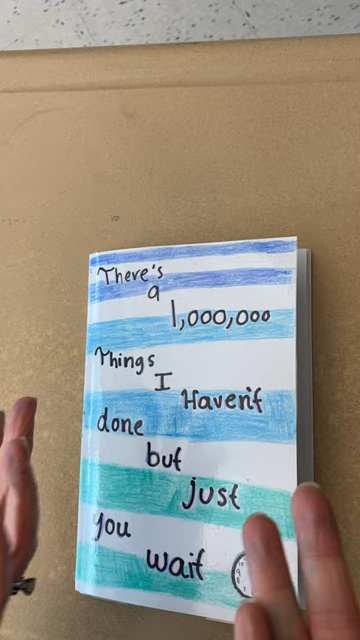 There's
a
1,000,000
Things
I
Haven't
done
but
just
you
wait